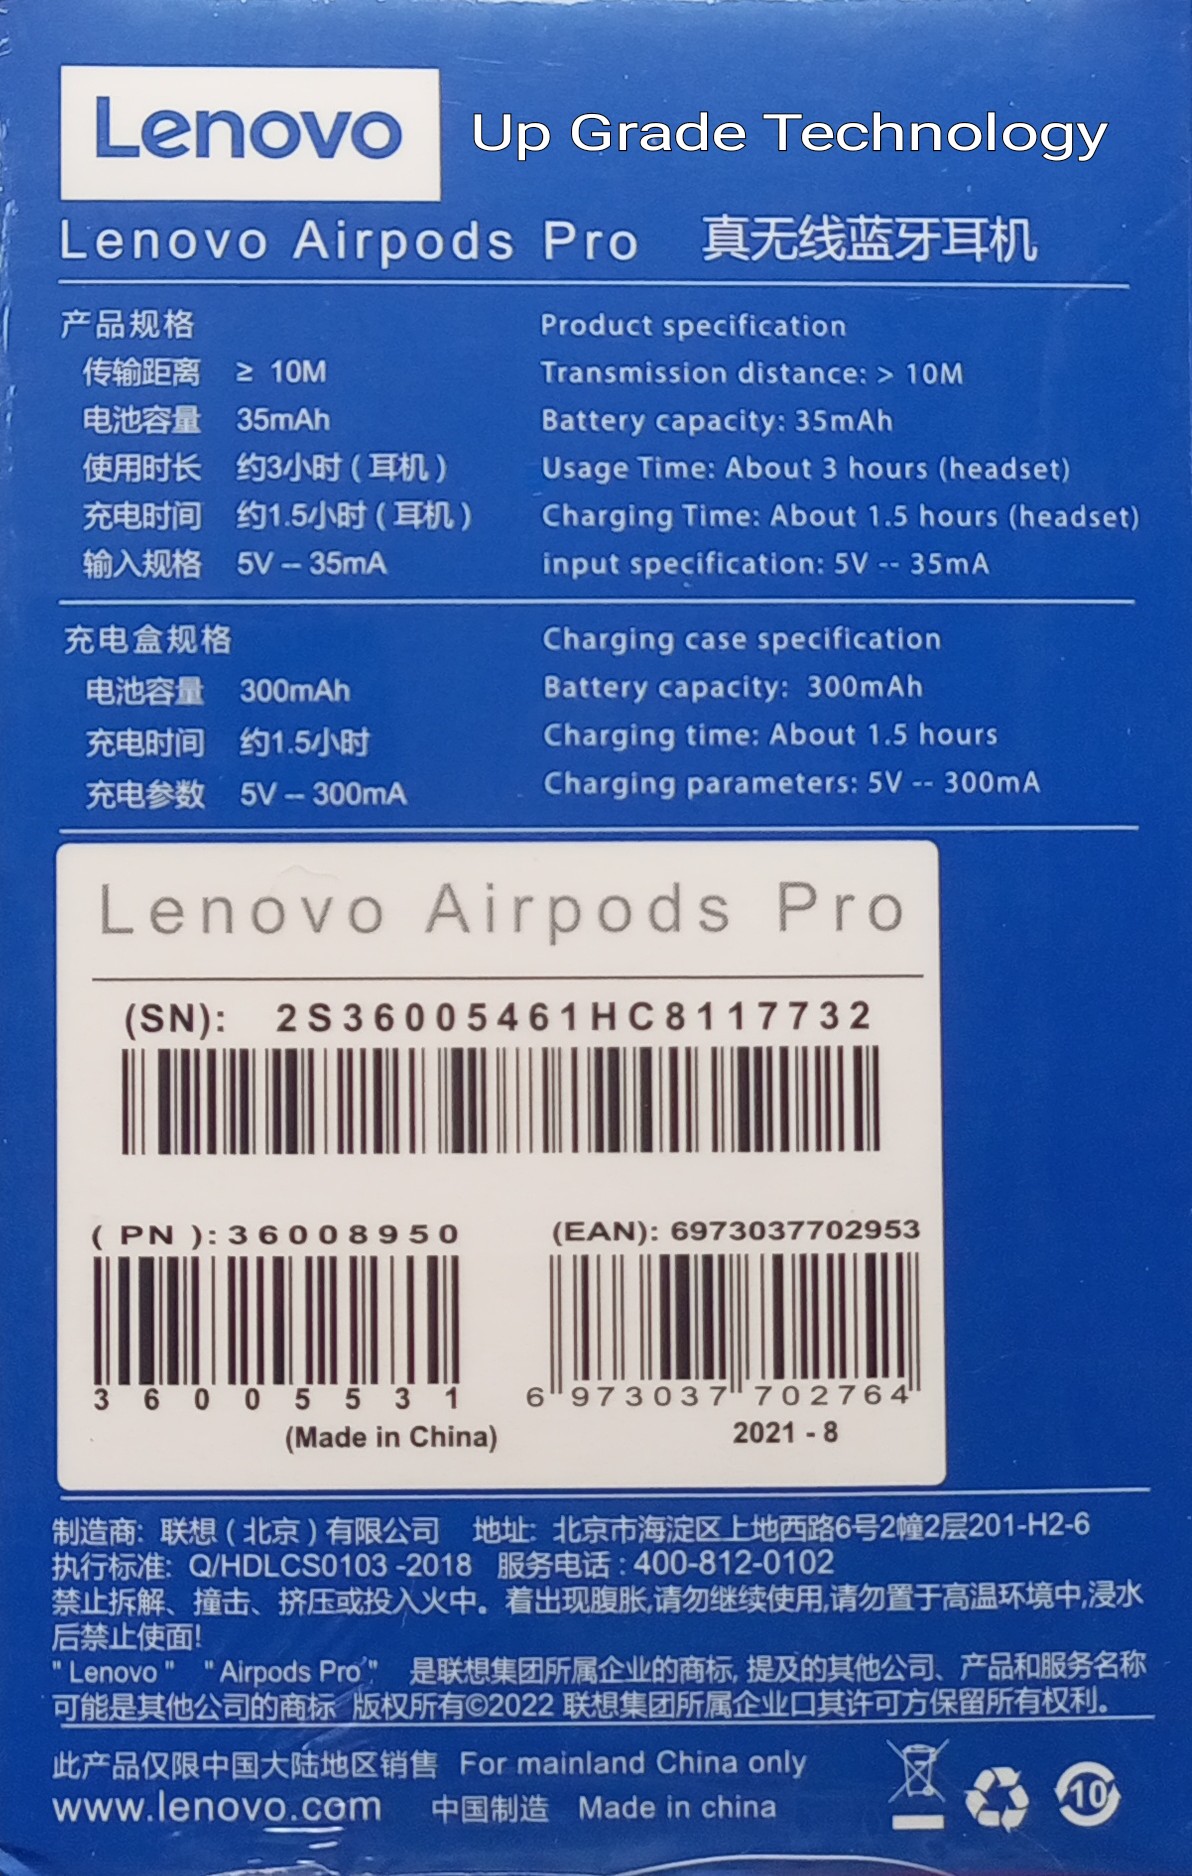 Lenovo Up Grade Technology
Lenovo Airpods Pro 真无线蓝牙耳机
产品规格 Product specification
传输距离 ≥ 10M Transmission distance: > 10M
电池容量 35mAh Battery capacity: 35mAh
使用时长 约3小时 ( 耳机 ) Usage Time: About 3 hours (headset)
充电时间 约1.5小时 ( 耳机 ) Charging Time: About 1.5 hours (headset)
输入规格 5V -- 35mA input specification: 5V -- 35mA
充电盒规格 Charging case specification
电池容量 300mAh Battery capacity: 300mAh
充电时间 约1.5小时 Charging time: About 1.5 hours
充电参数 5V -- 300mA Charging parameters: 5V -- 300mA
Lenovo Airpods Pro
(SN): 2S36005461HC8117732
( PN ): 36008950 (EAN): 6973037702953
36005531 6 973037 702764
(Made in China) 2021 - 8
制造商: 联想 ( 北京 ) 有限公司 地址: 北京市海淀区上地西路6号2幢2层201-H2-6
执行标准: Q/HDLCS0103 -2018 服务电话 : 400-812-0102
禁止拆解、撞击、挤压或投入火中。着出现腹胀,请勿继续使用,请勿置于高温环境中,浸水
后禁止使面!
" Lenovo " " Airpods Pro " 是联想集团所属企业的商标, 提及的其他公司、产品和服务名称
可能是其他公司的商标 版权所有©2022 联想集团所属企业口其许可方保留所有权利。
此产品仅限中国大陆地区销售 For mainland China only
www.lenovo.com 中国制造 Made in china
10